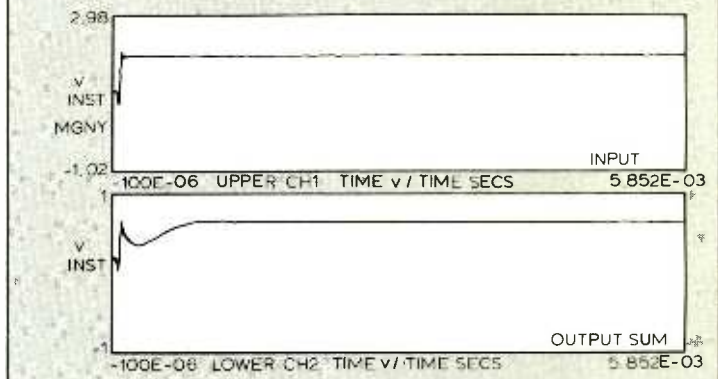 2.98
V
INST
MGNY
-1.02
INPUT
-100E-06 UPPER CH1 TIME v / TIME SECS 5.852E-03
1
V
INST
-1
OUTPUT SUM
-100E-06 LOWER CH2 TIME v / TIME SECS 5.852E-03